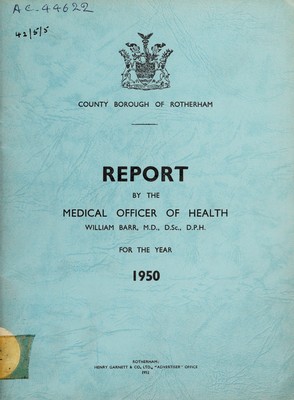 AC-44622
42/5/5
COUNTY BOROUGH OF ROTHERHAM
REPORT
BY THE
MEDICAL OFFICER OF HEALTH
WILLIAM BARR, M.D., D.Sc., D.P.H.
FOR THE YEAR
1950
ROTHERHAM:
HENRY GARNETT & CO., LTD., "ADVERTISER" OFFICE